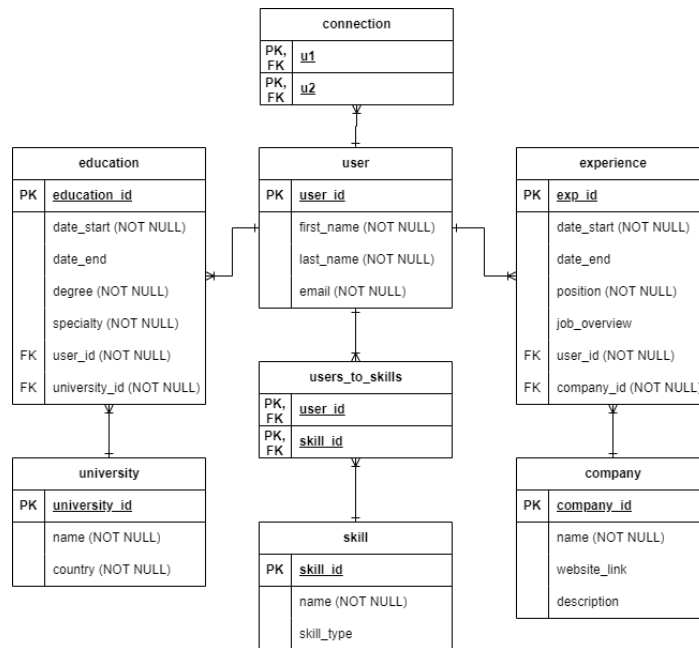 connection
PK, FK u1
PK, FK u2
education
PK education_id
date_start (NOT NULL)
date_end
degree (NOT NULL)
specialty (NOT NULL)
FK user_id (NOT NULL)
FK university_id (NOT NULL)
user
PK user_id
first_name (NOT NULL)
last_name (NOT NULL)
email (NOT NULL)
experience
PK exp_id
date_start (NOT NULL)
date_end
position (NOT NULL)
job_overview
FK user_id (NOT NULL)
FK company_id (NOT NULL)
users_to_skills
PK, FK user_id
PK, FK skill_id
university
PK university_id
name (NOT NULL)
country (NOT NULL)
skill
PK skill_id
name (NOT NULL)
skill_type
company
PK company_id
name (NOT NULL)
website_link
description